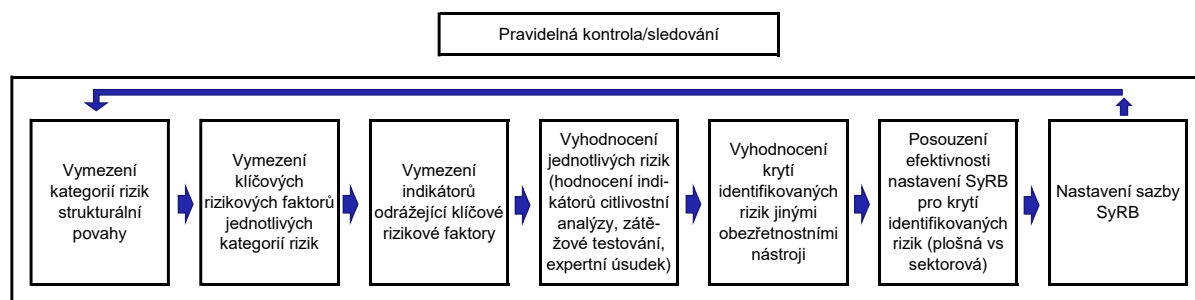 Pravidelná kontrola/sledování
Vymezení
kategorií rizik
strukturální
povahy
Vymezení
klíčových
rizikových faktorů
jednotlivých
kategorií rizik
Vymezení
indikátorů
odrážející klíčové
rizikové faktory
Vyhodnocení
jednotlivých rizik
(hodnocení indi-
kátorů citlivostní
analýzy, zátě-
žové testování,
expertní úsudek)
Vyhodnocení
krytí
identifikovaných
rizik jinými
obezřetnostními
nástroji
Posouzení
efektivnosti
nastavení SyRB
pro krytí
identifikovaných
rizik (plošná vs
sektorová)
Nastavení sazby
SyRB